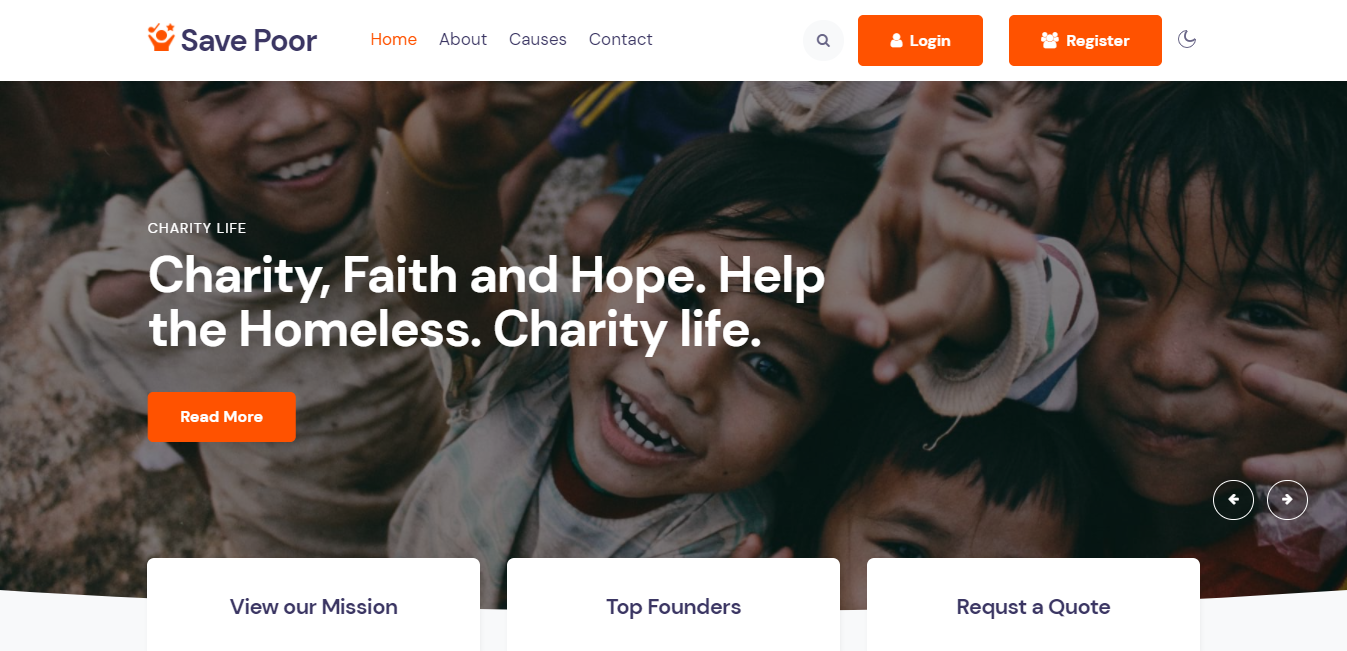 Save Poor
Home About Causes Contact
Login
Register
CHARITY LIFE
Charity, Faith and Hope. Help
the Homeless. Charity life.
Read More
View our Mission
Top Founders
Requst a Quote